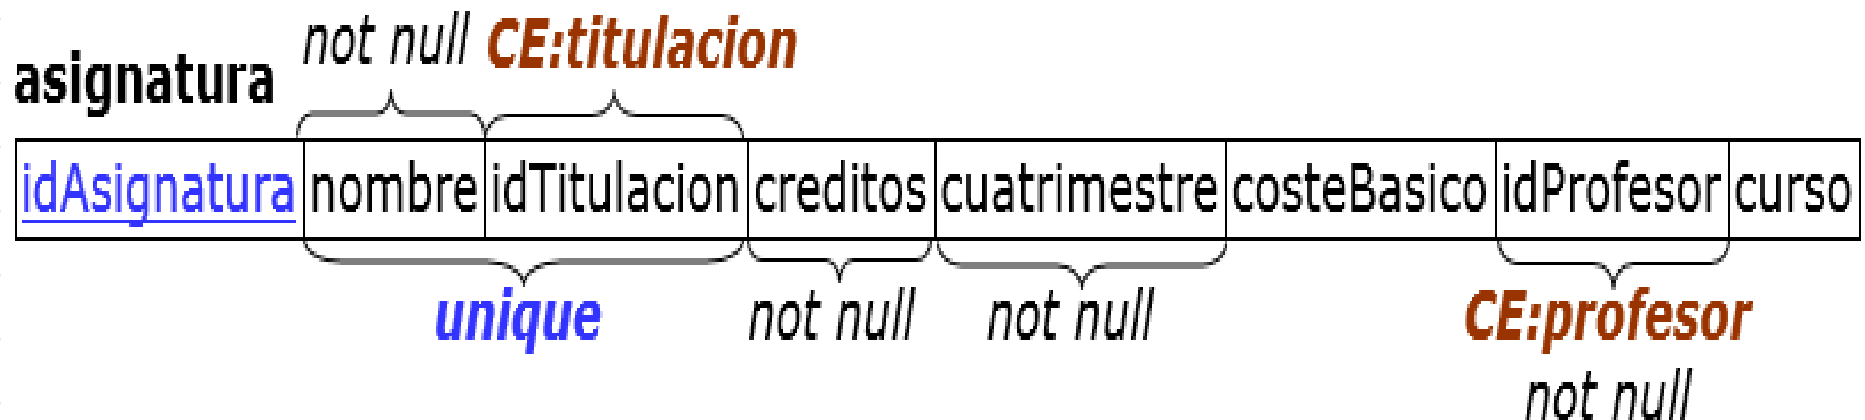 not null CE:titulacion
asignatura
idAsignatura nombre idTitulacion creditos cuatrimestre costeBasico idProfesor curso
unique not null not null CE:profesor
not null